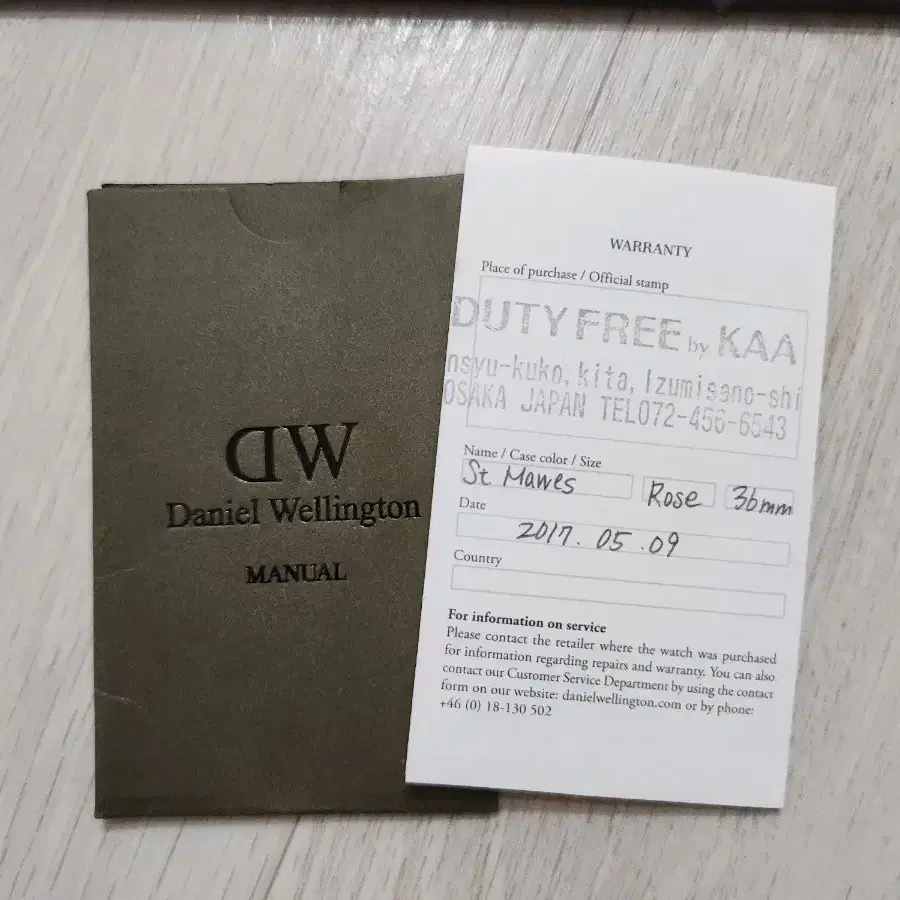 DW
Daniel Wellington
MANUAL
WARRANTY
Place of purchase / Official stamp
DUTY FREE by KAA
nsyu-kuko, kita, Izumisano-shi
OSAKA JAPAN TEL072-456-6543
Name / Case color / Size
St Mawes Rose 36mm
Date
2017. 05 .09
Country
For information on service
Please contact the retailer where the watch was purchased
for information regarding repairs and warranty. You can also
contact our Customer Service Department by using the contact
form on our website: danielwellington.com or by phone:
+46 (0) 18-130 502